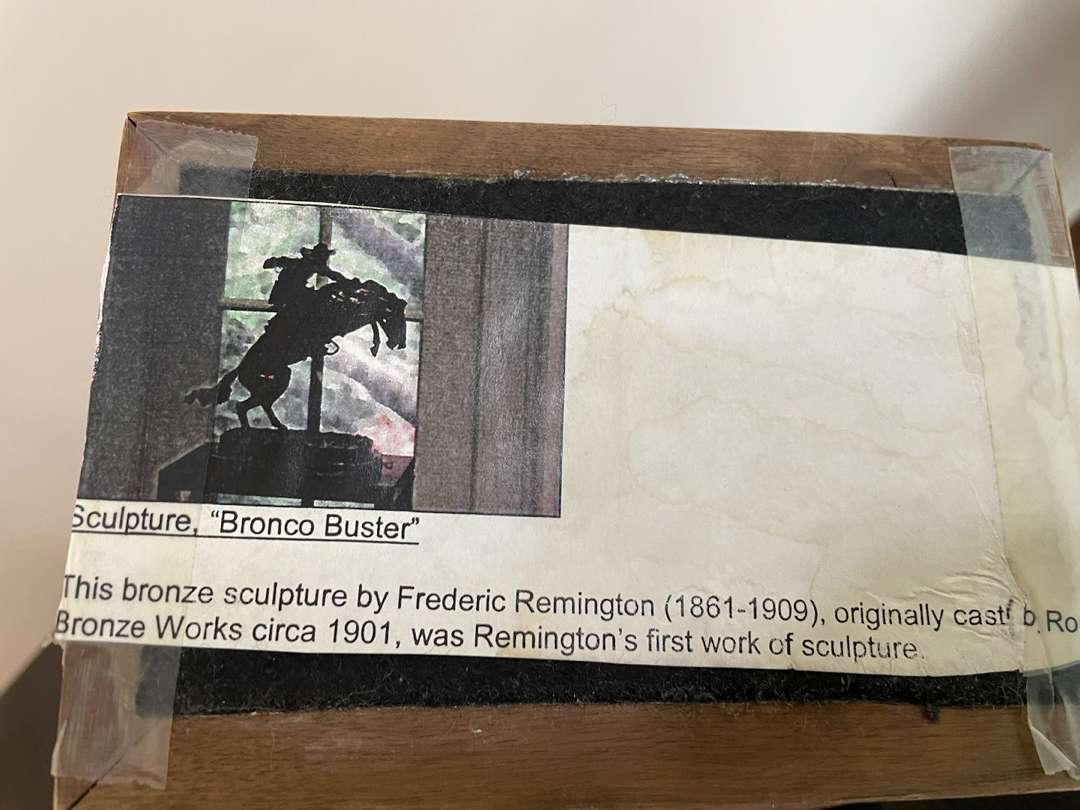 Sculpture, “Bronco Buster”
This bronze sculpture by Frederic Remington (1861-1909), originally cast b Ro
Bronze Works circa 1901, was Remington’s first work of sculpture.